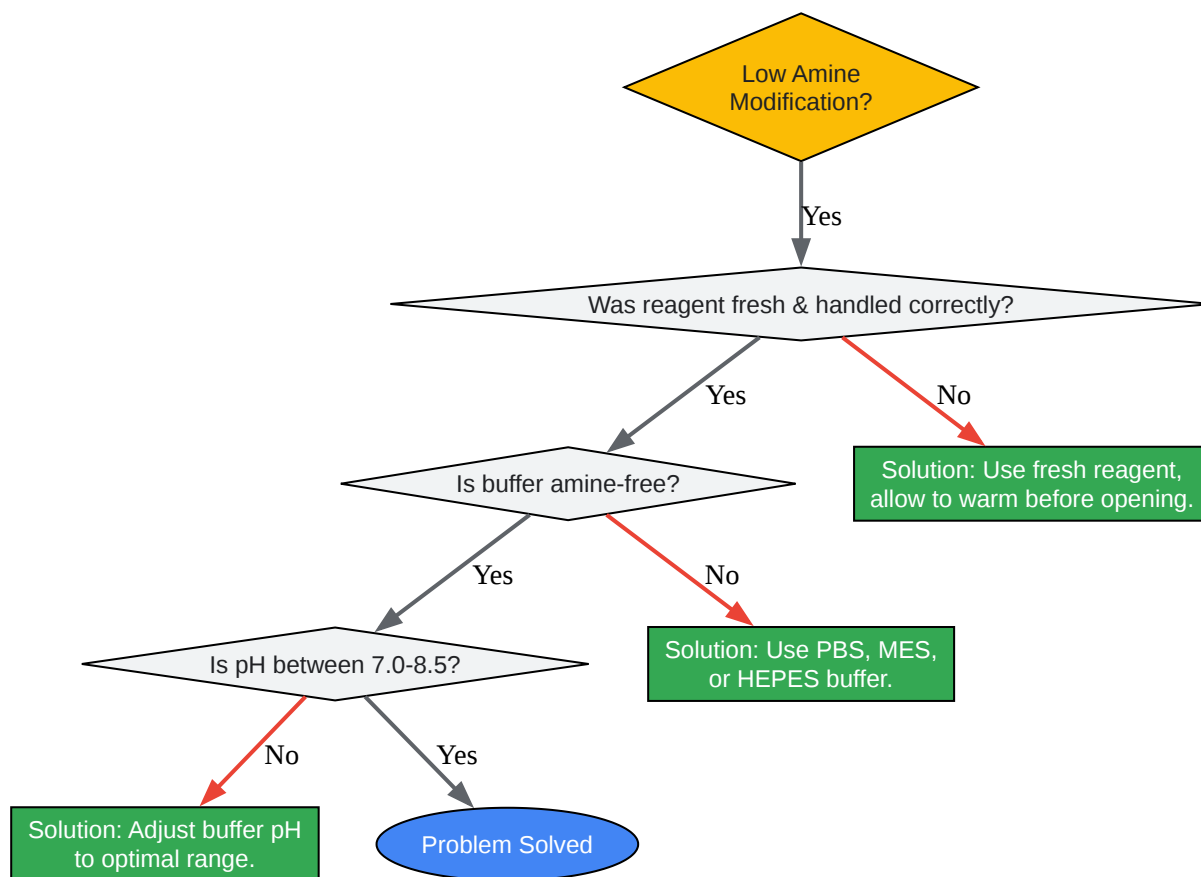 Low Amine
Modification?
Yes
Was reagent fresh & handled correctly?
Yes
No
Solution: Use fresh reagent,
allow to warm before opening.
Is buffer amine-free?
Yes
No
Solution: Use PBS, MES,
or HEPES buffer.
Is pH between 7.0-8.5?
No
Yes
Solution: Adjust buffer pH
to optimal range.
Problem Solved